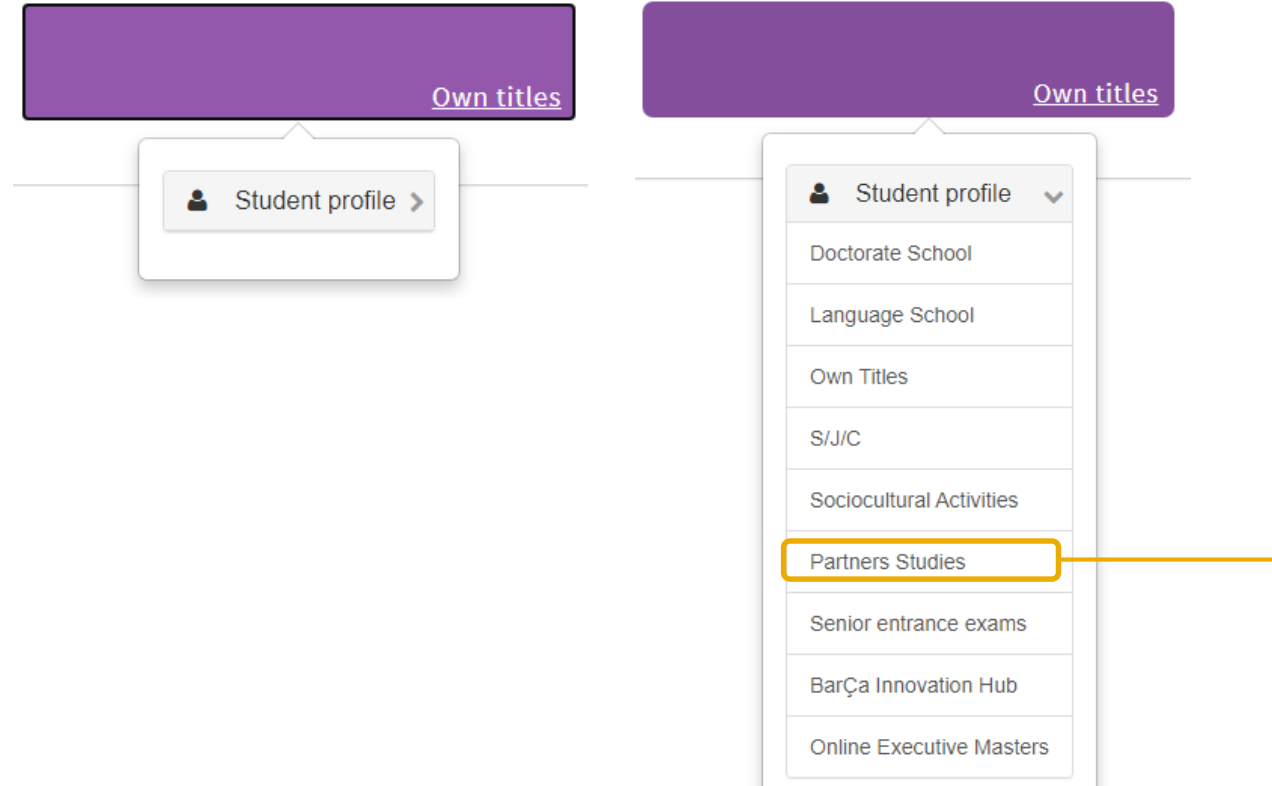 Own titles
Student profile
Own titles
Student profile
Doctorate School
Language School
Own Titles
S/J/C
Sociocultural Activities
Partners Studies
Senior entrance exams
BarÇa Innovation Hub
Online Executive Masters